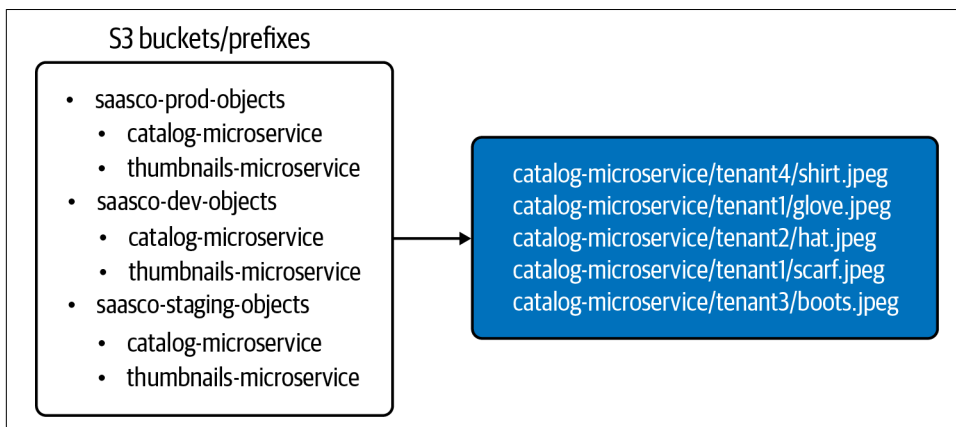 S3 buckets/prefixes
• saasco-prod-objects
• catalog-microservice
• thumbnails-microservice
• saasco-dev-objects
• catalog-microservice
• thumbnails-microservice
• saasco-staging-objects
• catalog-microservice
• thumbnails-microservice
catalog-microservice/tenant4/shirt.jpeg
catalog-microservice/tenant1/glove.jpeg
catalog-microservice/tenant2/hat.jpeg
catalog-microservice/tenant1/scarf.jpeg
catalog-microservice/tenant3/boots.jpeg